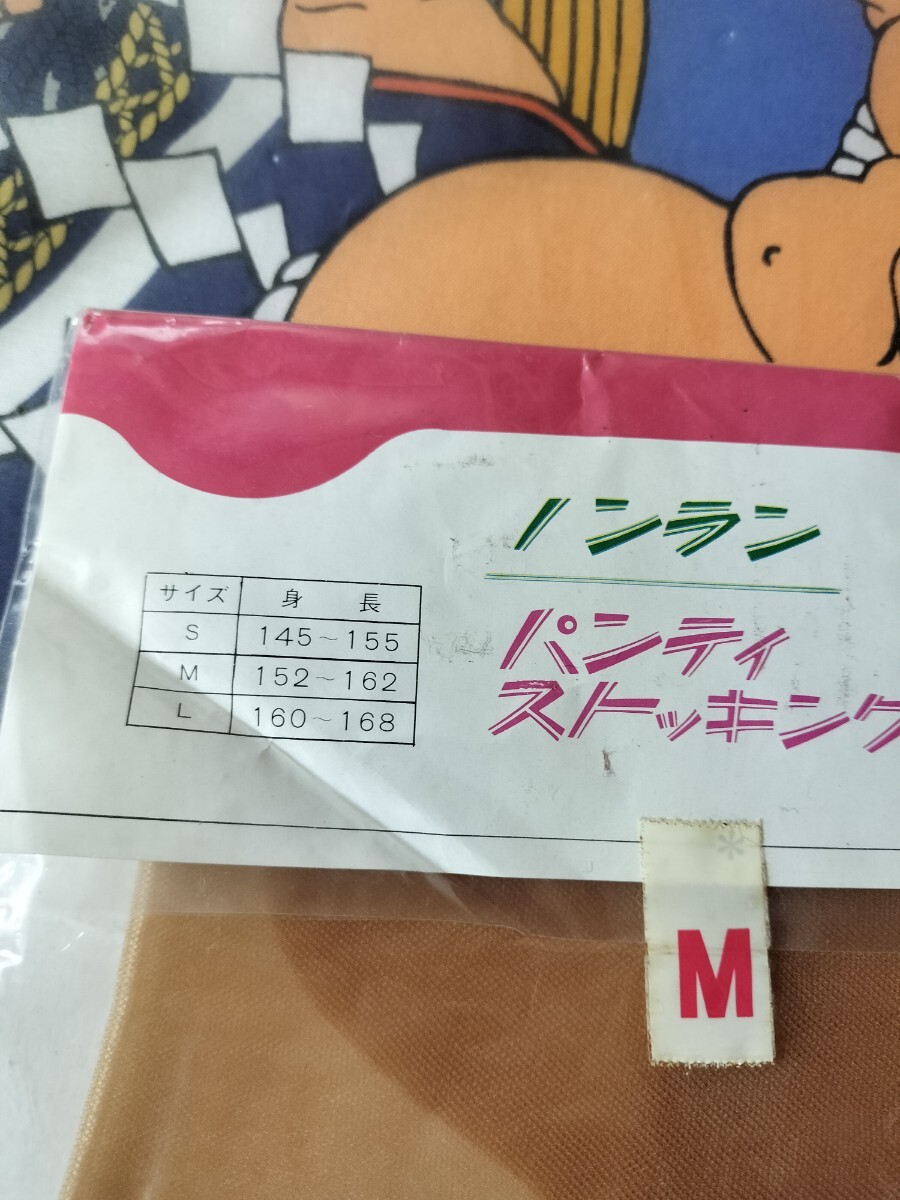 ノンラン
パンティ
ストッキング
サイズ 身 長
S 145～155
M 152～162
L 160～168
M